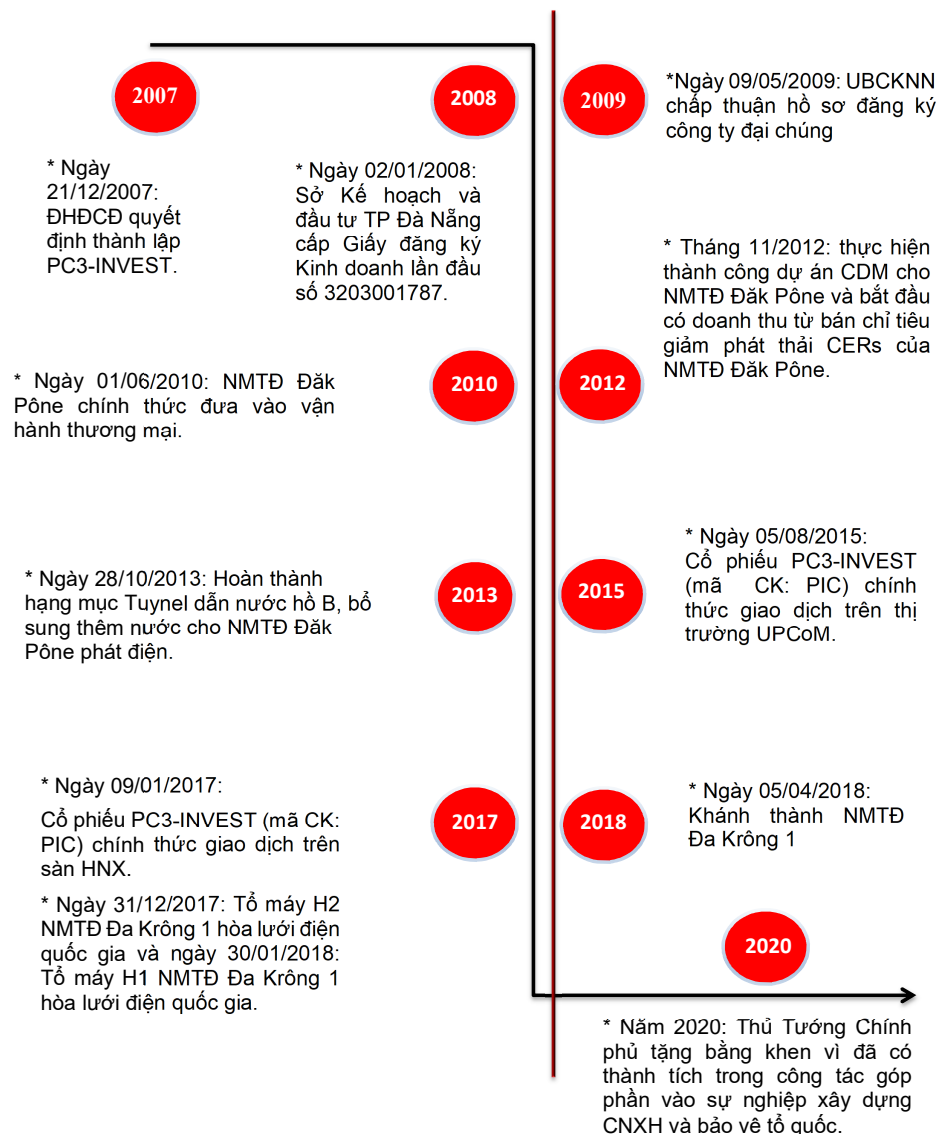 2007
* Ngày
21/12/2007:
ĐHĐCĐ quyết
định thành lập
PC3-INVEST.
2008
* Ngày 02/01/2008:
Sở Kế hoạch và
đầu tư TP Đà Nẵng
cấp Giấy đăng ký
Kinh doanh lần đầu
số 3203001787.
2009
*Ngày 09/05/2009: UBCKNN
chấp thuận hồ sơ đăng ký
công ty đại chúng
2010
* Ngày 01/06/2010: NMTĐ Đăk
Pône chính thức đưa vào vận
hành thương mại.
2012
* Tháng 11/2012: thực hiện
thành công dự án CDM cho
NMTĐ Đăk Pône và bắt đầu
có doanh thu từ bán chỉ tiêu
giảm phát thải CERs của
NMTĐ Đăk Pône.
2013
* Ngày 28/10/2013: Hoàn thành
hạng mục Tuynel dẫn nước hồ B, bổ
sung thêm nước cho NMTĐ Đăk
Pône phát điện.
2015
* Ngày 05/08/2015:
Cổ phiếu PC3-INVEST
(mã CK: PIC) chính
thức giao dịch trên thị
trường UPCoM.
2017
* Ngày 09/01/2017:
Cổ phiếu PC3-INVEST (mã CK:
PIC) chính thức giao dịch trên
sàn HNX.
* Ngày 31/12/2017: Tổ máy H2
NMTĐ Đa Krông 1 hòa lưới điện
quốc gia và ngày 30/01/2018:
Tổ máy H1 NMTĐ Đa Krông 1
hòa lưới điện quốc gia.
2018
* Ngày 05/04/2018:
Khánh thành NMTĐ
Đa Krông 1
2020
* Năm 2020: Thủ Tướng Chính
phủ tặng bằng khen vì đã có
thành tích trong công tác góp
phần vào sự nghiệp xây dựng
CNXH và bảo vệ tổ quốc.